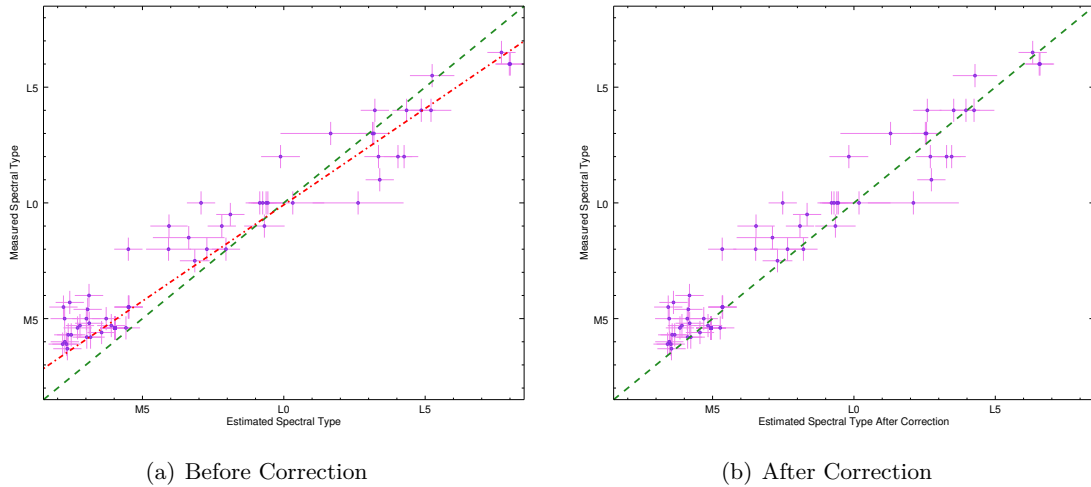 L5
L0
M5
Measured Spectral Type
M5
L0
L5
Estimated Spectral Type
(a) Before Correction
L5
L0
M5
Measured Spectral Type
M5
L0
L5
Estimated Spectral Type After Correction
(b) After Correction